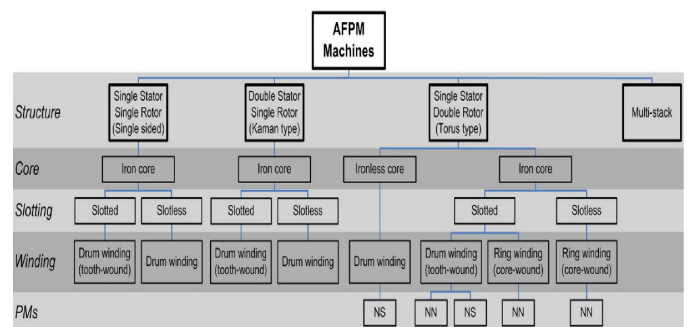 AFPM
Machines
Structure
Single Stator
Single Rotor
(Single sided)
Double Stator
Single Rotor
(Kaman type)
Single Stator
Double Rotor
(Torus type)
Multi-stack
Core
Iron core
Iron core
Ironless core
Iron core
Slotting
Slotted
Slotless
Slotted
Slotless
Slotted
Slotless
Winding
Drum winding
(tooth-wound)
Drum winding
Drum winding
(tooth-wound)
Drum winding
Drum winding
Drum winding
(tooth-wound)
Ring winding
(core-wound)
Ring winding
(core-wound)
PMs
NS
NN
NS
NN
NN